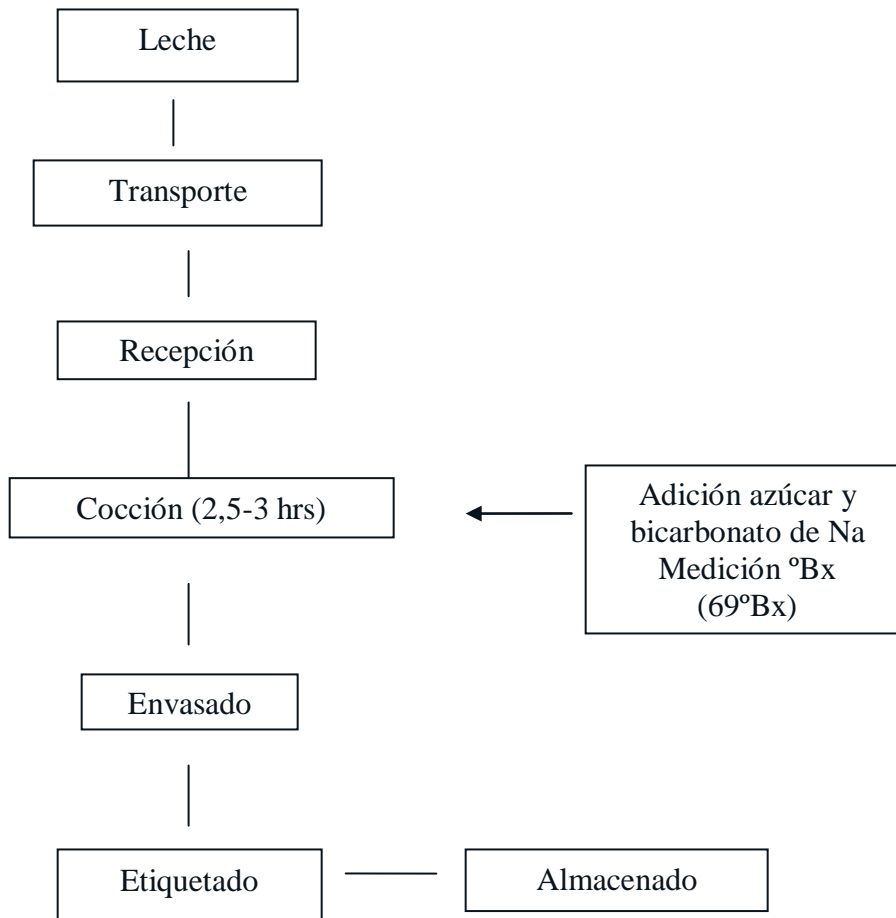 Leche
Transporte
Recepción
Cocción (2,5-3 hrs)
Adición azúcar y
bicarbonato de Na
Medición ºBx
(69ºBx)
Envasado
Etiquetado
Almacenado